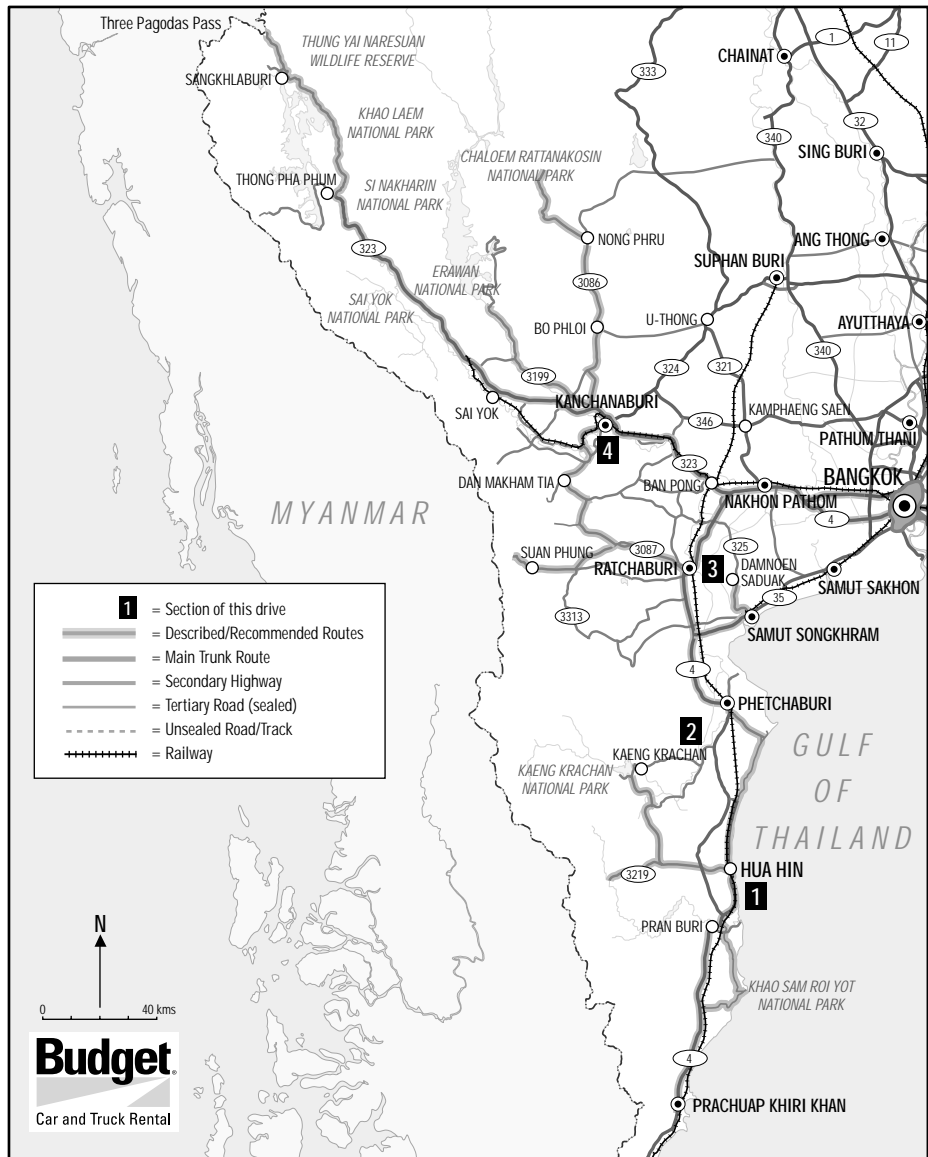 Three Pagodas Pass
THUNG YAI NARESUAN
WILDLIFE RESERVE
SANGKHLABURI
333
CHAINAT
1
11
KHAO LAEM
NATIONAL PARK
32
340
SING BURI
CHALOEM RATTANAKOSIN
NATIONAL PARK
THONG PHA PHUM
SI NAKHARIN
NATIONAL PARK
323
NONG PHRU
ANG THONG
SUPHAN BURI
ERAWAN
NATIONAL PARK
3086
SAI YOK
NATIONAL PARK
BO PHLOI
U-THONG
AYUTTHAYA
340
324
321
3199
SAI YOK
KANCHANABURI
346
KAMPHAENG SAEN
PATHUM THANI
4
323
BANGKOK
DAN MAKHAM TIA
BAN PONG
NAKHON PATHOM
4
MYANMAR
SUAN PHUNG
3087
325
RATCHABURI
3
DAMNOEN
SADUAK
SAMUT SAKHON
35
3313
SAMUT SONGKHRAM
1 = Section of this drive
= Described/Recommended Routes
= Main Trunk Route
= Secondary Highway
= Tertiary Road (sealed)
= Unsealed Road/Track
= Railway
4
PHETCHABURI
2
KAENG KRACHAN
KAENG KRACHAN
NATIONAL PARK
GULF
OF
THAILAND
HUA HIN
3219
1
PRAN BURI
KHAO SAM ROI YOT
NATIONAL PARK
N
0 40 kms
4
PRACHUAP KHIRI KHAN
Budget®
Car and Truck Rental